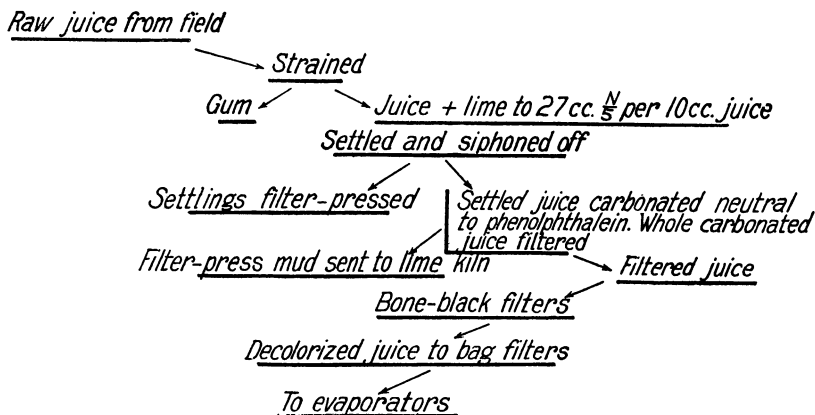 Raw juice from field
Strained
Gum
Juice + lime to 27 cc. N/5 per 10 cc. juice
Settled and siphoned off
Settlings filter-pressed
Settled juice carbonated neutral
to phenolphthalein. Whole carbonated
juice filtered
Filter-press mud sent to lime kiln
Filtered juice
Bone-black filters
Decolorized juice to bag filters
To evaporators